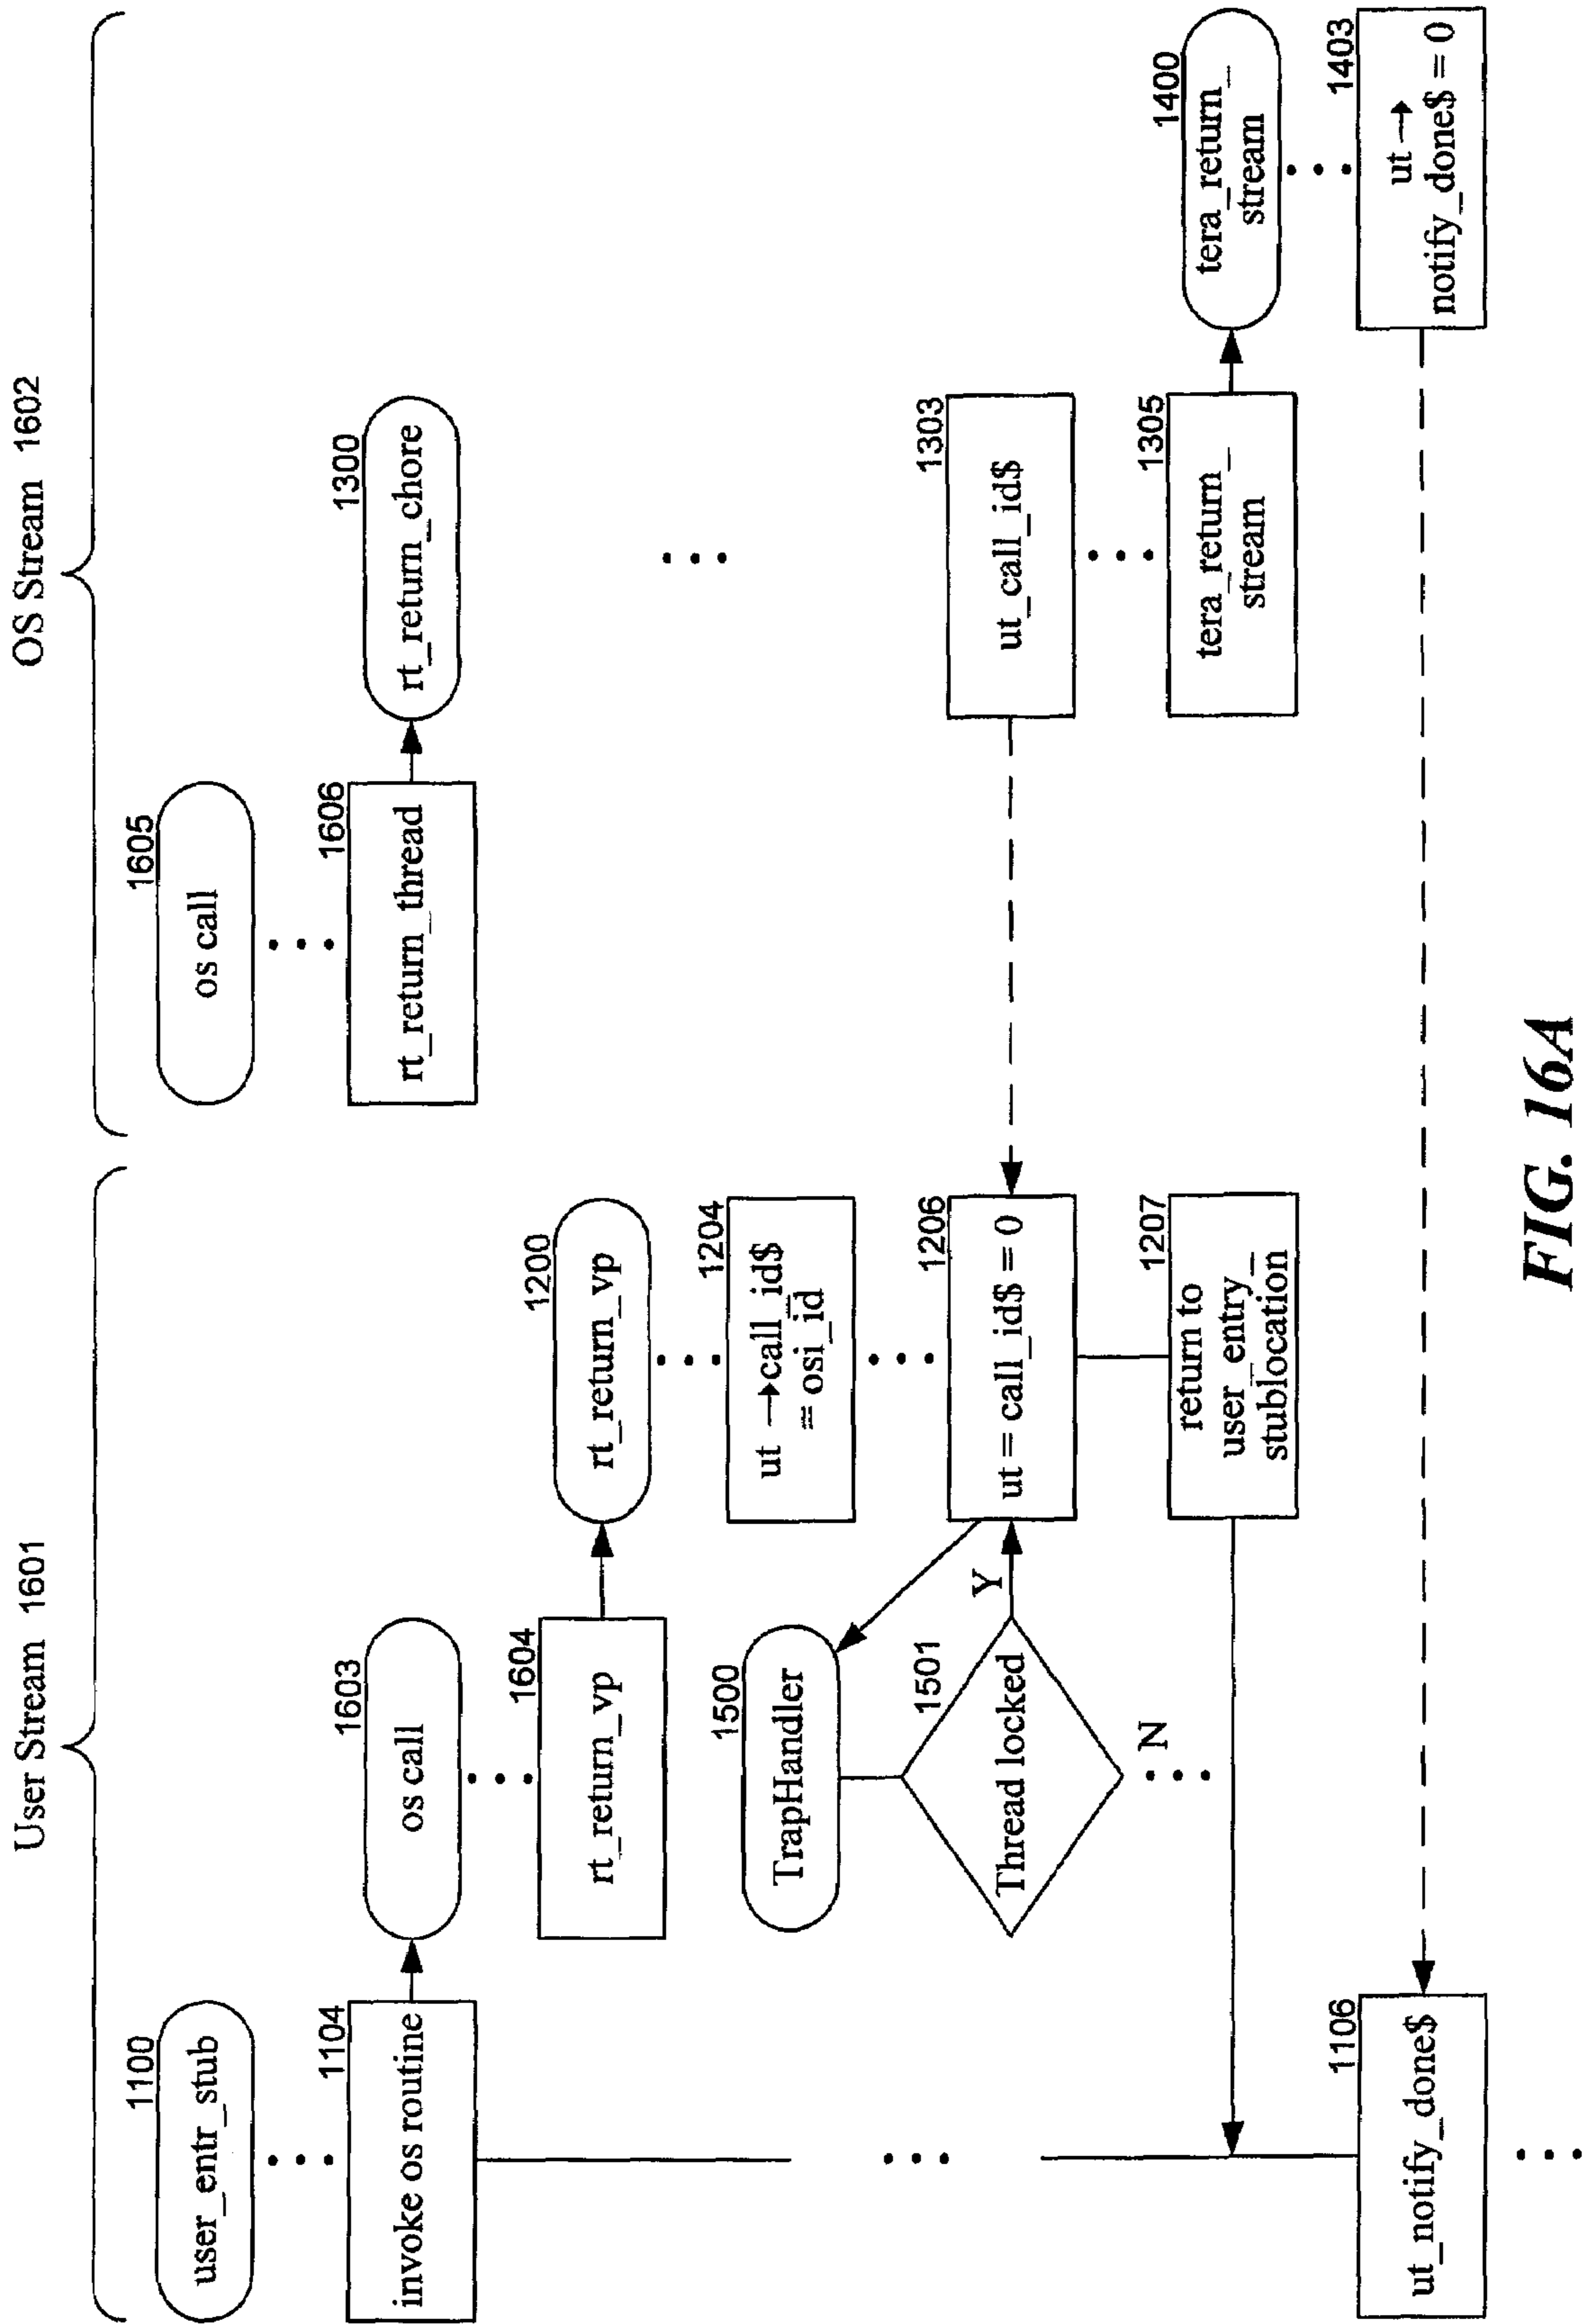 User Stream 1601
OS Stream 1602
1100
user_entr_stub
1104
invoke os routine
1603
os call
1604
rt_return_vp
1200
rt_return_vp
1204
ut →call_id$
= osi_id
1500
TrapHandler
1501
Thread locked
Y
N
1206
ut = call_id$ = 0
1207
return to
user_entry_
stublocation
1106
ut_notify_done$
1605
os call
1606
rt_return_thread
1300
rt_return_chore
1303
ut_call_id$
1305
tera_return_
stream
1400
tera_return_
stream
1403
ut →
notify_done$ = 0
FIG. 16A